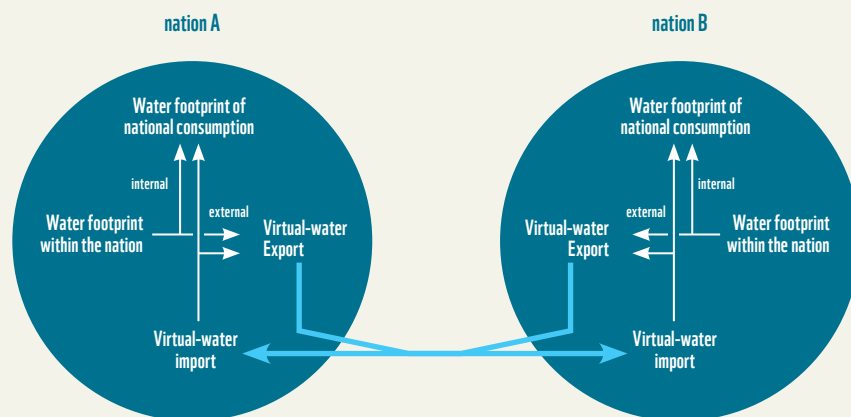 nation A
Water footprint of
national consumption
internal
external
Water footprint
within the nation
Virtual-water
Export
Virtual-water
import
nation B
Water footprint of
national consumption
internal
external
Virtual-water
Export
Water footprint
within the nation
Virtual-water
import